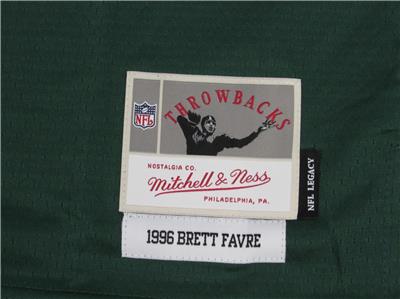 THROWBACKS
NFL
NOSTALGIA CO.
Mitchell & Ness
PHILADELPHIA, PA.
NFL LEGACY
1996 BRETT FAVRE